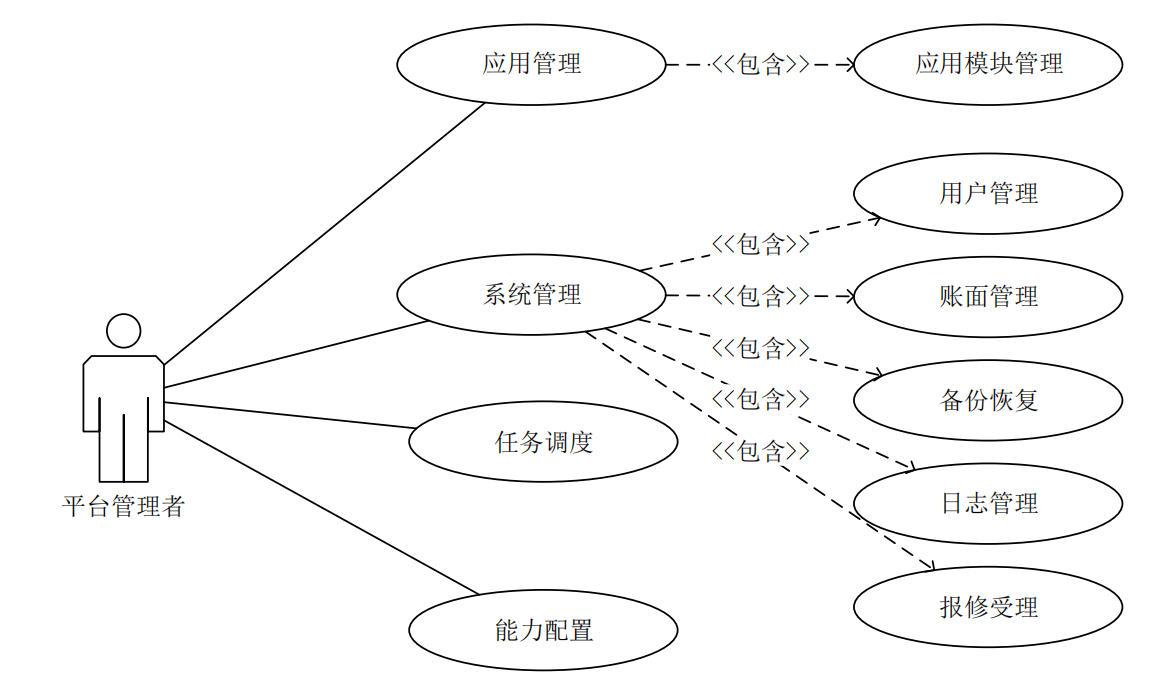 应用管理
<<包含>>
应用模块管理
用户管理
<<包含>>
系统管理
<<包含>>
账面管理
<<包含>>
备份恢复
<<包含>>
任务调度
<<包含>>
日志管理
平台管理者
报修受理
能力配置